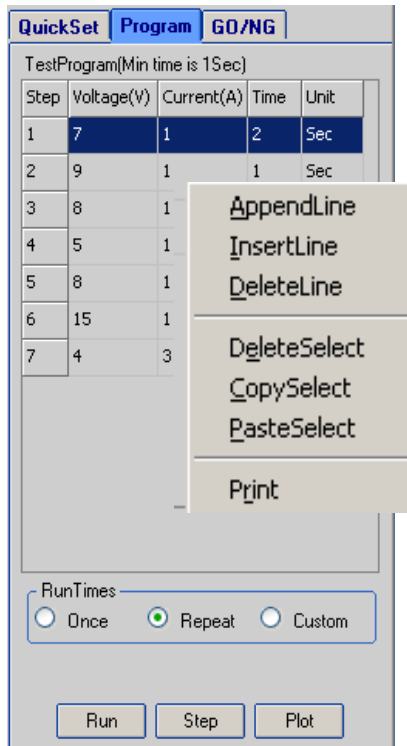 QuickSet Program GO/NG
TestProgram(Min time is 1Sec)
Step Voltage(V) Current(A) Time Unit
1 7 1 2 Sec
2 9 1 1 Sec
3 8 1
4 5 1
5 8 1
6 15 1
7 4 3
AppendLine
InsertLine
DeleteLine
DeleteSelect
CopySelect
PasteSelect
Print
RunTimes
Once Repeat Custom
Run Step Plot